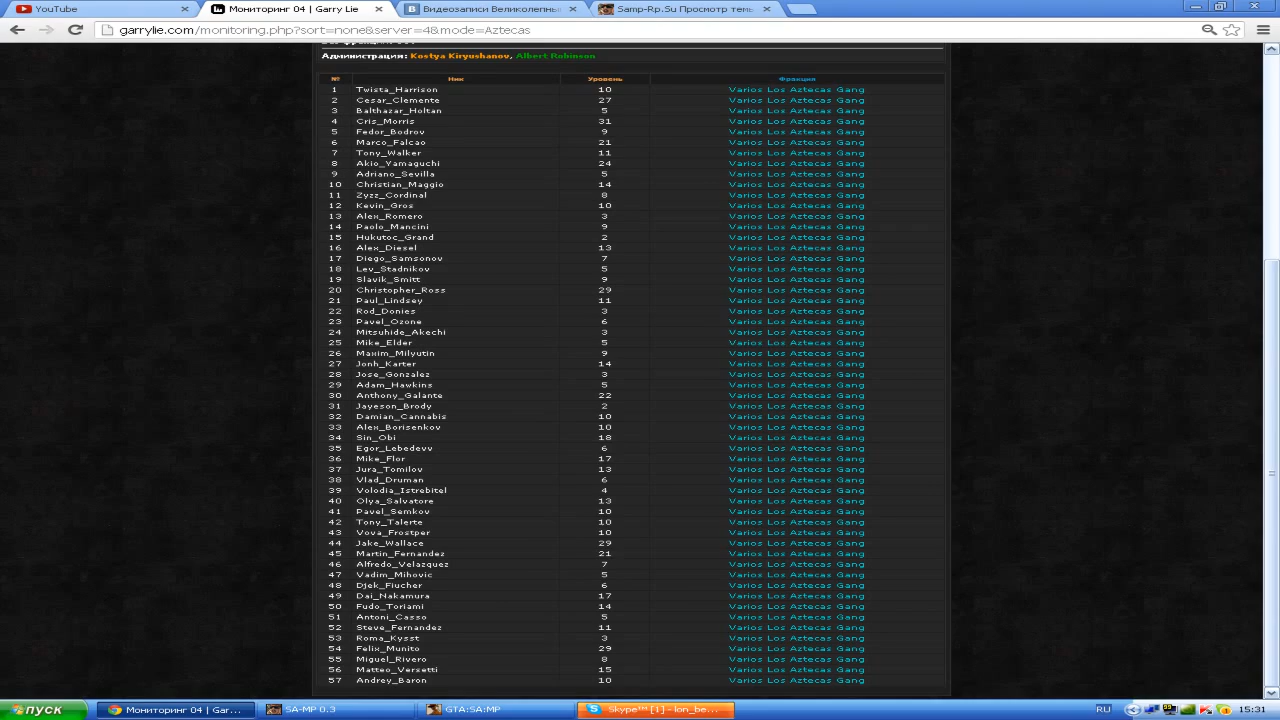 YouTube
Мониторинг 04 | Garry Lie
Видеозаписи Великолепны
Samp-Rp.Su Просмотр темы
garrylie.com/monitoring.php?sort=none&server=4&mode=Aztecas
Администрация: Kostya Kiryushanov, Albert Robinson
№ Ник Уровень Фракция
1 Twista_Harrison 10 Varios Los Aztecas Gang
2 Cesar_Clemente 27 Varios Los Aztecas Gang
3 Balthazar_Holtan 5 Varios Los Aztecas Gang
4 Cris_Morris 31 Varios Los Aztecas Gang
5 Fedor_Bodrov 9 Varios Los Aztecas Gang
6 Marco_Falcao 21 Varios Los Aztecas Gang
7 Tony_Walker 11 Varios Los Aztecas Gang
8 Akio_Yamaguchi 24 Varios Los Aztecas Gang
9 Adriano_Sevilla 5 Varios Los Aztecas Gang
10 Christian_Maggio 14 Varios Los Aztecas Gang
11 Zyzz_Cordinal 8 Varios Los Aztecas Gang
12 Kevin_Gros 10 Varios Los Aztecas Gang
13 Alex_Romero 3 Varios Los Aztecas Gang
14 Paolo_Mancini 9 Varios Los Aztecas Gang
15 Hukutoc_Grand 2 Varios Los Aztecas Gang
16 Alex_Diesel 13 Varios Los Aztecas Gang
17 Diego_Samsonov 7 Varios Los Aztecas Gang
18 Lev_Stadnikov 5 Varios Los Aztecas Gang
19 Slavik_Smitt 9 Varios Los Aztecas Gang
20 Christopher_Ross 29 Varios Los Aztecas Gang
21 Paul_Lindsey 11 Varios Los Aztecas Gang
22 Rod_Donies 3 Varios Los Aztecas Gang
23 Pavel_Ozone 6 Varios Los Aztecas Gang
24 Mitsuhide_Akechi 3 Varios Los Aztecas Gang
25 Mike_Elder 5 Varios Los Aztecas Gang
26 Maxim_Milyutin 9 Varios Los Aztecas Gang
27 Jonh_Karter 14 Varios Los Aztecas Gang
28 Jose_Gonzalez 3 Varios Los Aztecas Gang
29 Adam_Hawkins 5 Varios Los Aztecas Gang
30 Anthony_Galante 22 Varios Los Aztecas Gang
31 Jayeson_Brody 2 Varios Los Aztecas Gang
32 Damian_Cannabis 10 Varios Los Aztecas Gang
33 Alex_Borisenkov 10 Varios Los Aztecas Gang
34 Sin_Obi 18 Varios Los Aztecas Gang
35 Egor_Lebedevv 6 Varios Los Aztecas Gang
36 Mike_Flor 17 Varios Los Aztecas Gang
37 Jura_Tomilov 13 Varios Los Aztecas Gang
38 Vlad_Druman 6 Varios Los Aztecas Gang
39 Volodia_Istrebitel 4 Varios Los Aztecas Gang
40 Olya_Salvatore 13 Varios Los Aztecas Gang
41 Pavel_Semkov 10 Varios Los Aztecas Gang
42 Tony_Talerte 10 Varios Los Aztecas Gang
43 Vova_Frostper 10 Varios Los Aztecas Gang
44 Jake_Wallace 29 Varios Los Aztecas Gang
45 Martin_Fernandez 21 Varios Los Aztecas Gang
46 Alfredo_Velazquez 7 Varios Los Aztecas Gang
47 Vadim_Mihovic 5 Varios Los Aztecas Gang
48 Djek_Fiucher 6 Varios Los Aztecas Gang
49 Dai_Nakamura 17 Varios Los Aztecas Gang
50 Fudo_Toriami 14 Varios Los Aztecas Gang
51 Antoni_Casso 5 Varios Los Aztecas Gang
52 Steve_Fernandez 11 Varios Los Aztecas Gang
53 Roma_Kysst 3 Varios Los Aztecas Gang
54 Felix_Munito 29 Varios Los Aztecas Gang
55 Miguel_Rivero 8 Varios Los Aztecas Gang
56 Matteo_Versetti 15 Varios Los Aztecas Gang
57 Andrey_Baron 10 Varios Los Aztecas Gang
пуск Мониторинг 04 | Gar... SA-MP 0.3 GTA:SA:MP Skype™ [1] - lon_be... RU 15:31